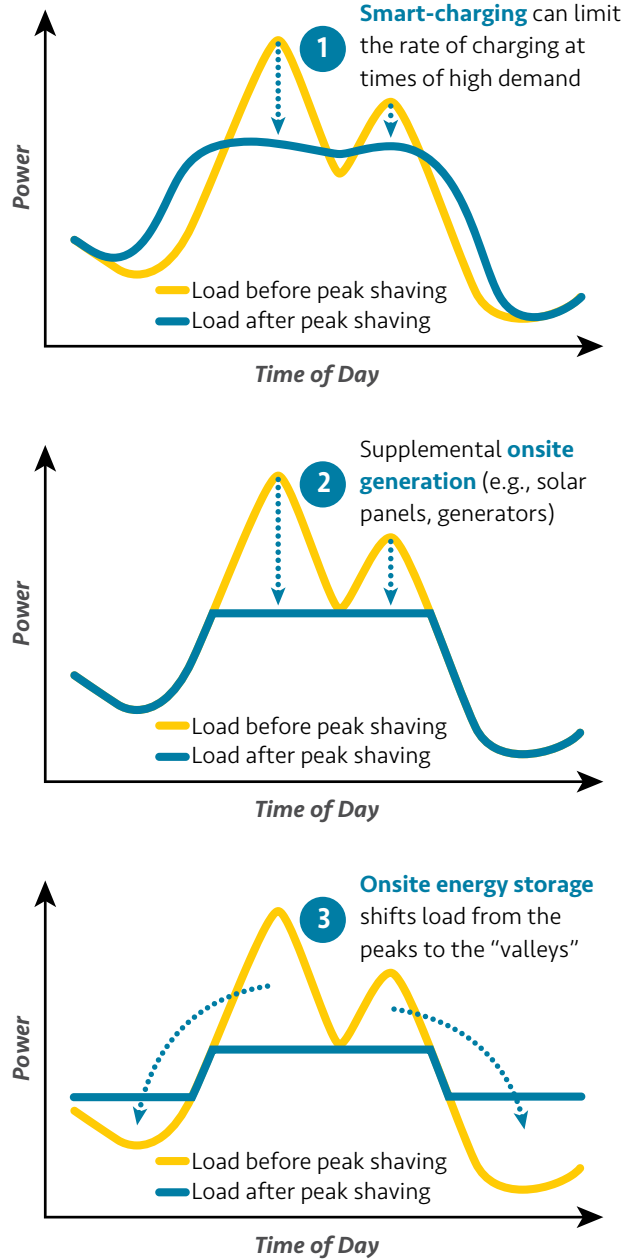 1
Smart-charging can limit
the rate of charging at
times of high demand
Power
Load before peak shaving
Load after peak shaving
Time of Day
2
Supplemental onsite
generation (e.g., solar
panels, generators)
Power
Load before peak shaving
Load after peak shaving
Time of Day
3
Onsite energy storage
shifts load from the
peaks to the “valleys”
Power
Load before peak shaving
Load after peak shaving
Time of Day